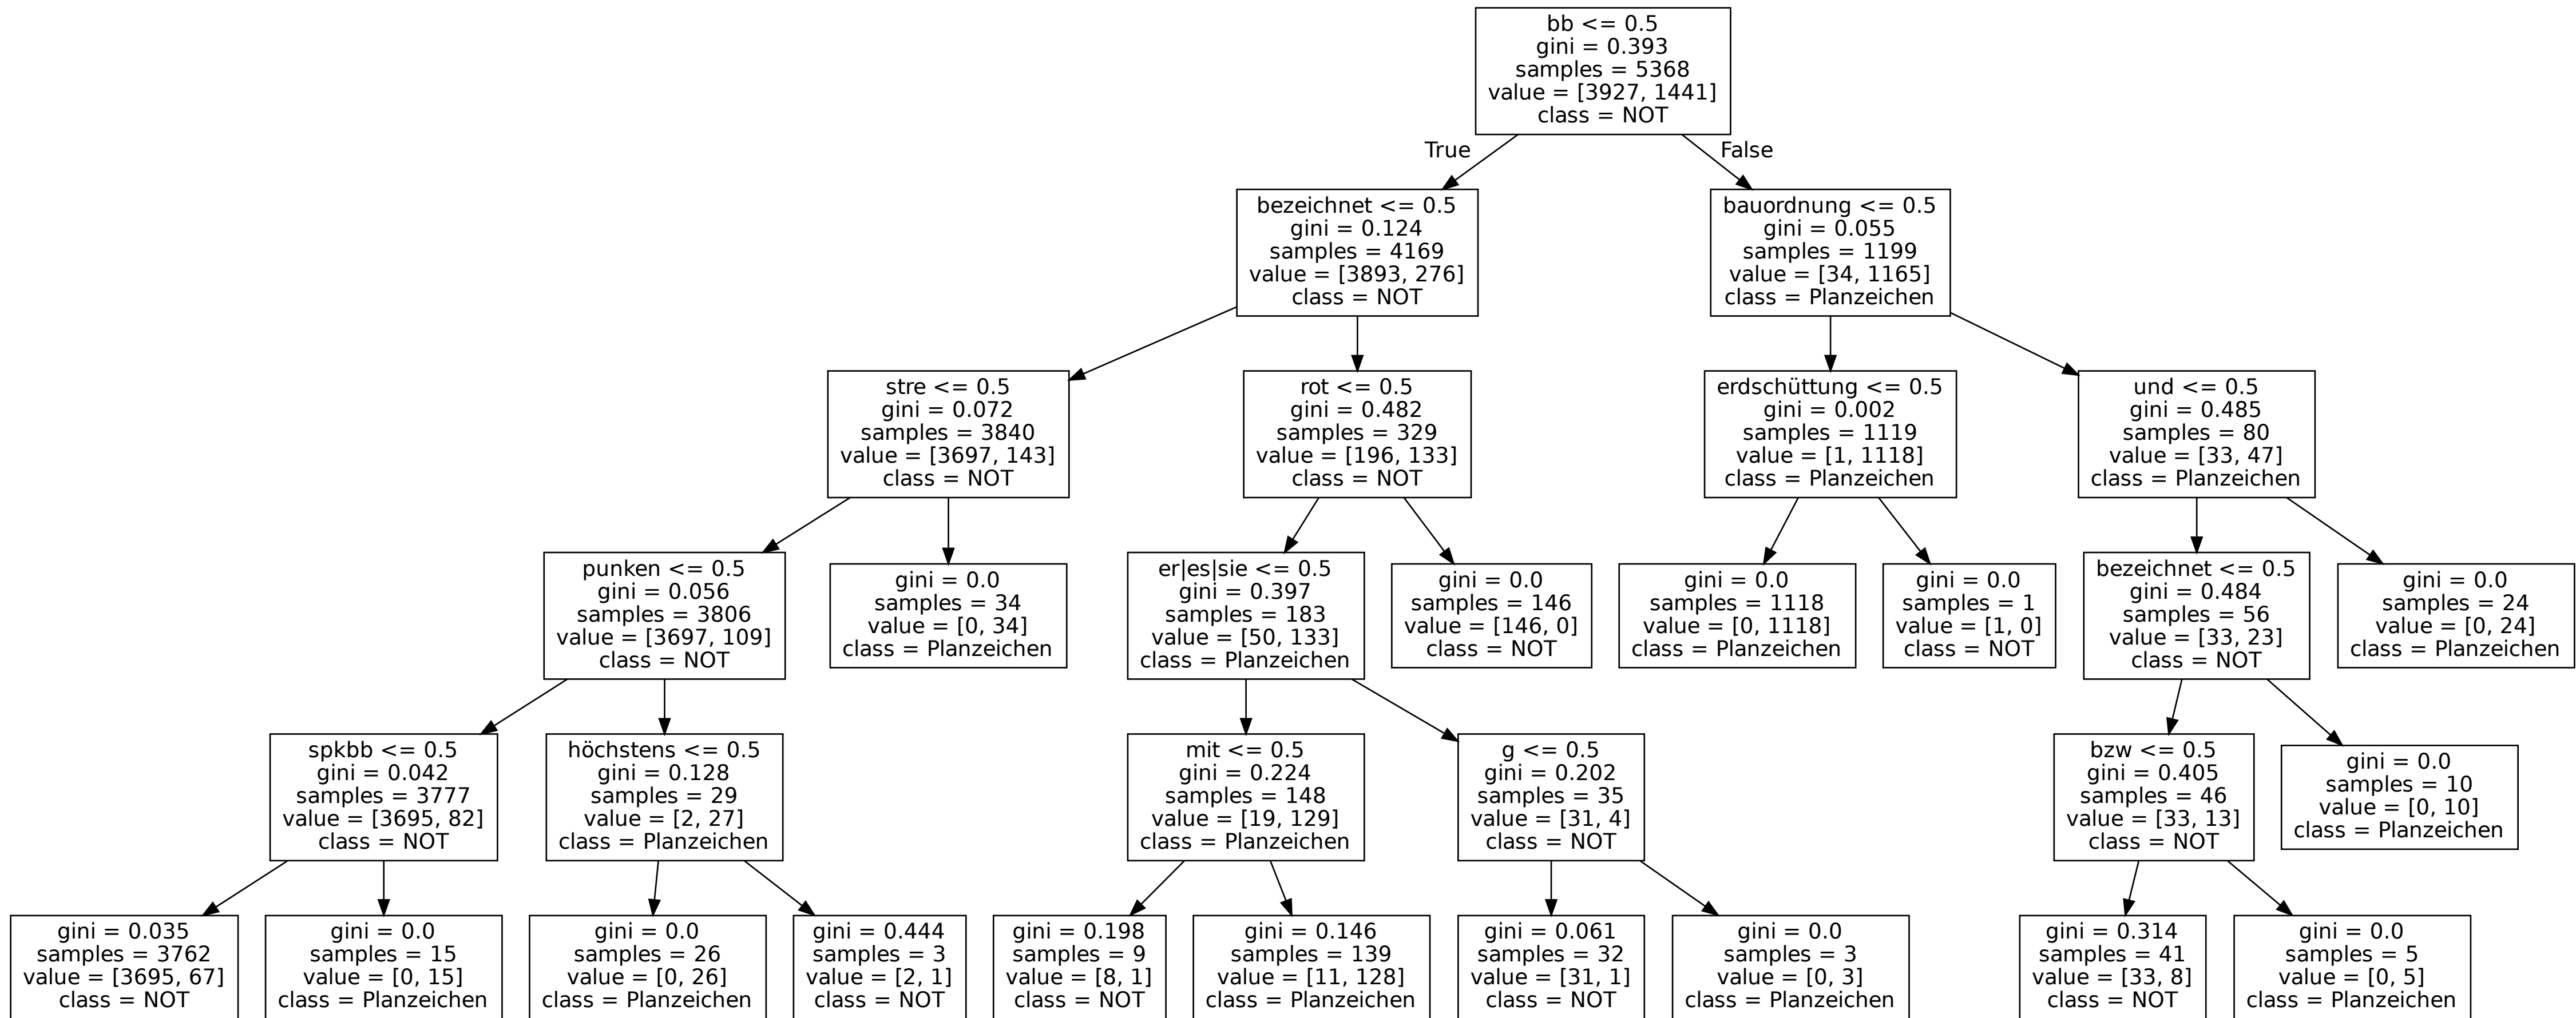 bb <= 0.5
gini = 0.393
samples = 5368
value = [3927, 1441]
class = NOT
True
False
bezeichnet <= 0.5
gini = 0.124
samples = 4169
value = [3893, 276]
class = NOT
bauordnung <= 0.5
gini = 0.055
samples = 1199
value = [34, 1165]
class = Planzeichen
stre <= 0.5
gini = 0.072
samples = 3840
value = [3697, 143]
class = NOT
rot <= 0.5
gini = 0.482
samples = 329
value = [196, 133]
class = NOT
erdschüttung <= 0.5
gini = 0.002
samples = 1119
value = [1, 1118]
class = Planzeichen
und <= 0.5
gini = 0.485
samples = 80
value = [33, 47]
class = Planzeichen
punken <= 0.5
gini = 0.056
samples = 3806
value = [3697, 109]
class = NOT
gini = 0.0
samples = 34
value = [0, 34]
class = Planzeichen
er|es|sie <= 0.5
gini = 0.397
samples = 183
value = [50, 133]
class = Planzeichen
gini = 0.0
samples = 146
value = [146, 0]
class = NOT
gini = 0.0
samples = 1118
value = [0, 1118]
class = Planzeichen
gini = 0.0
samples = 1
value = [1, 0]
class = NOT
bezeichnet <= 0.5
gini = 0.484
samples = 56
value = [33, 23]
class = NOT
gini = 0.0
samples = 24
value = [0, 24]
class = Planzeichen
spkbb <= 0.5
gini = 0.042
samples = 3777
value = [3695, 82]
class = NOT
höchstens <= 0.5
gini = 0.128
samples = 29
value = [2, 27]
class = Planzeichen
mit <= 0.5
gini = 0.224
samples = 148
value = [19, 129]
class = Planzeichen
g <= 0.5
gini = 0.202
samples = 35
value = [31, 4]
class = NOT
bzw <= 0.5
gini = 0.405
samples = 46
value = [33, 13]
class = NOT
gini = 0.0
samples = 10
value = [0, 10]
class = Planzeichen
gini = 0.035
samples = 3762
value = [3695, 67]
class = NOT
gini = 0.0
samples = 15
value = [0, 15]
class = Planzeichen
gini = 0.0
samples = 26
value = [0, 26]
class = Planzeichen
gini = 0.444
samples = 3
value = [2, 1]
class = NOT
gini = 0.198
samples = 9
value = [8, 1]
class = NOT
gini = 0.146
samples = 139
value = [11, 128]
class = Planzeichen
gini = 0.061
samples = 32
value = [31, 1]
class = NOT
gini = 0.0
samples = 3
value = [0, 3]
class = Planzeichen
gini = 0.314
samples = 41
value = [33, 8]
class = NOT
gini = 0.0
samples = 5
value = [0, 5]
class = Planzeichen